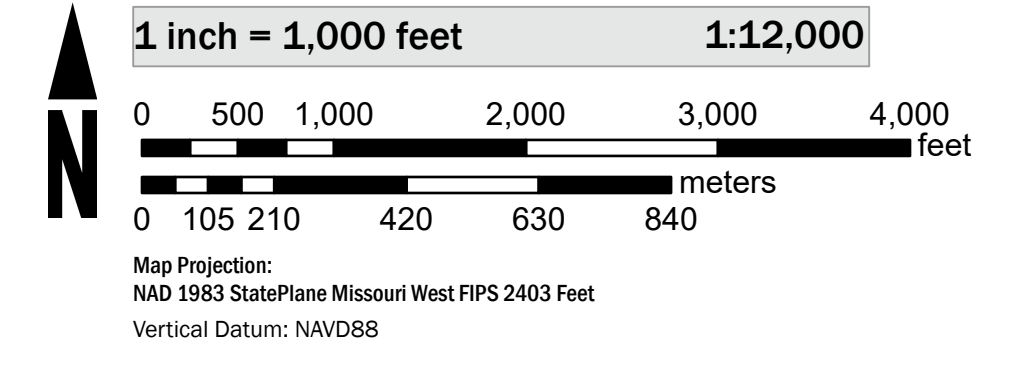 1 inch = 1,000 feet 1:12,000
0 500 1,000 2,000 3,000 4,000
feet
meters
0 105 210 420 630 840
N
Map Projection:
NAD 1983 StatePlane Missouri West FIPS 2403 Feet
Vertical Datum: NAVD88